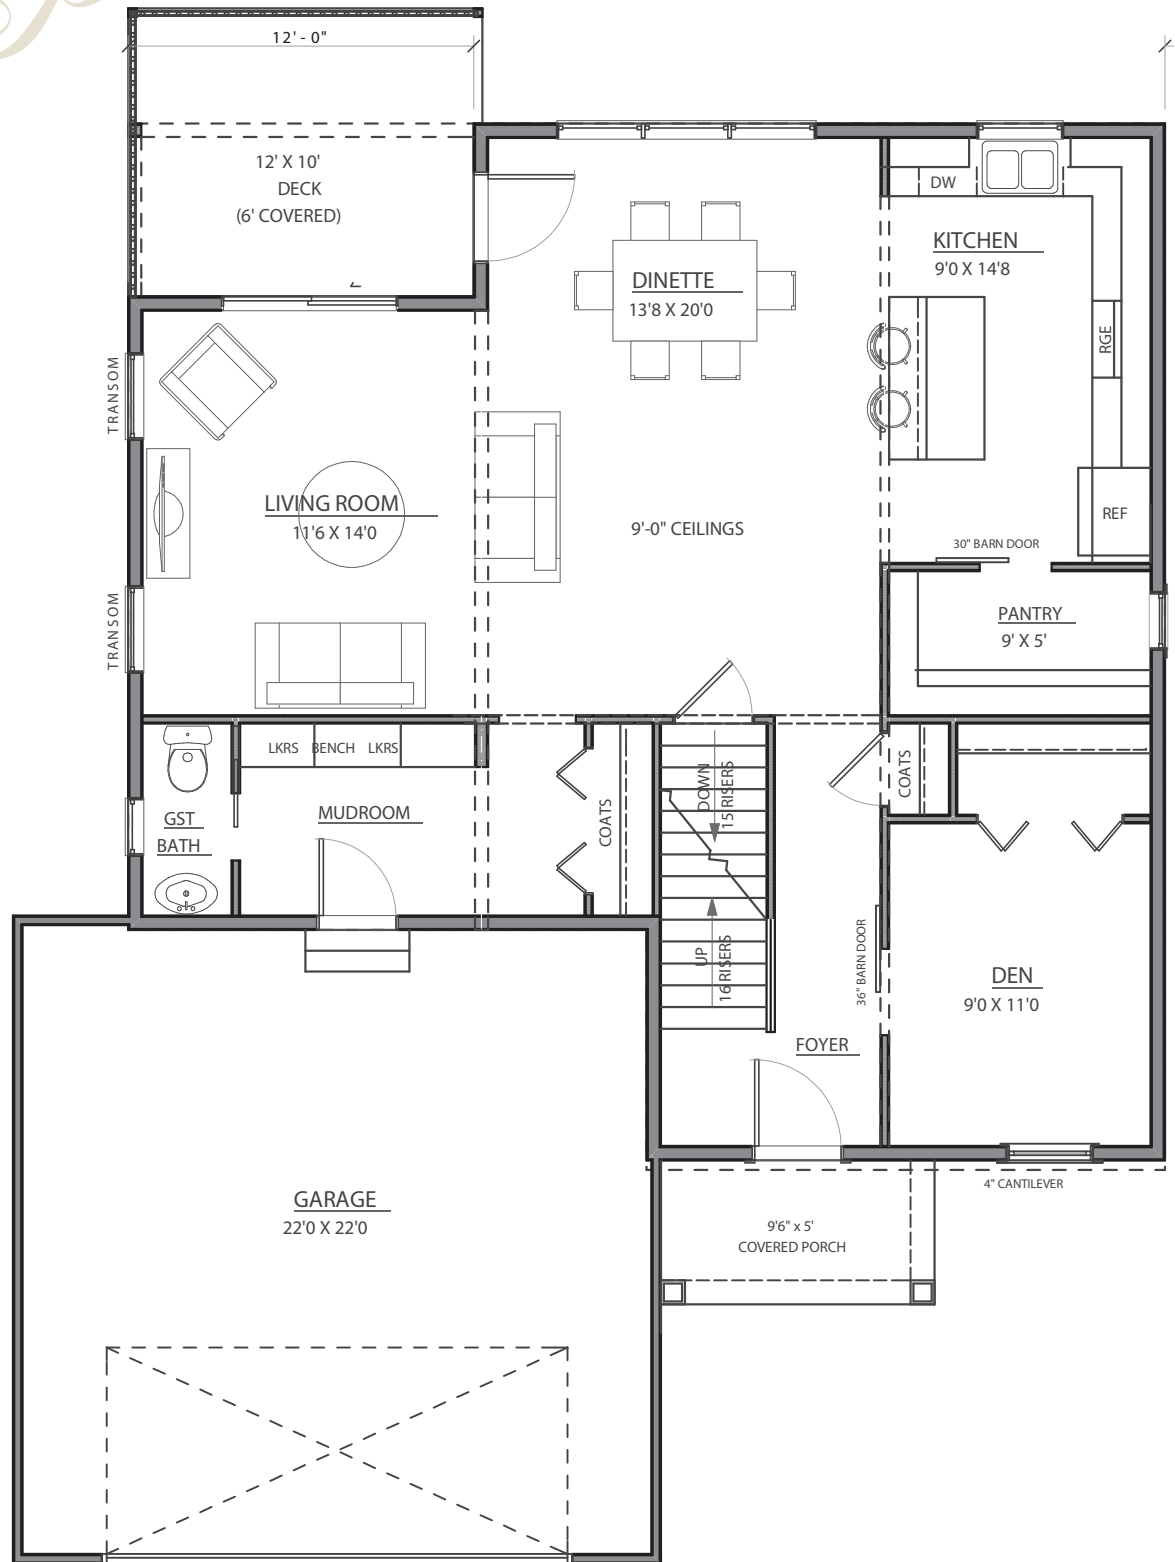 12' - 0"
12' X 10'
DECK
(6' COVERED)
DW
KITCHEN
9'0 X 14'8
DINETTE
13'8 X 20'0
RGE
TRANSOM
LIVING ROOM
11'6 X 14'0
9'-0" CEILINGS
REF
30" BARN DOOR
TRANSOM
PANTRY
9' X 5'
LKRS
BENCH
LKRS
GST
BATH
MUDROOM
COATS
DOWN
15 RISERS
COATS
UP
16 RISERS
36" BARN DOOR
DEN
9'0 X 11'0
FOYER
4" CANTILEVER
GARAGE
22'0 X 22'0
9'6" x 5'
COVERED PORCH